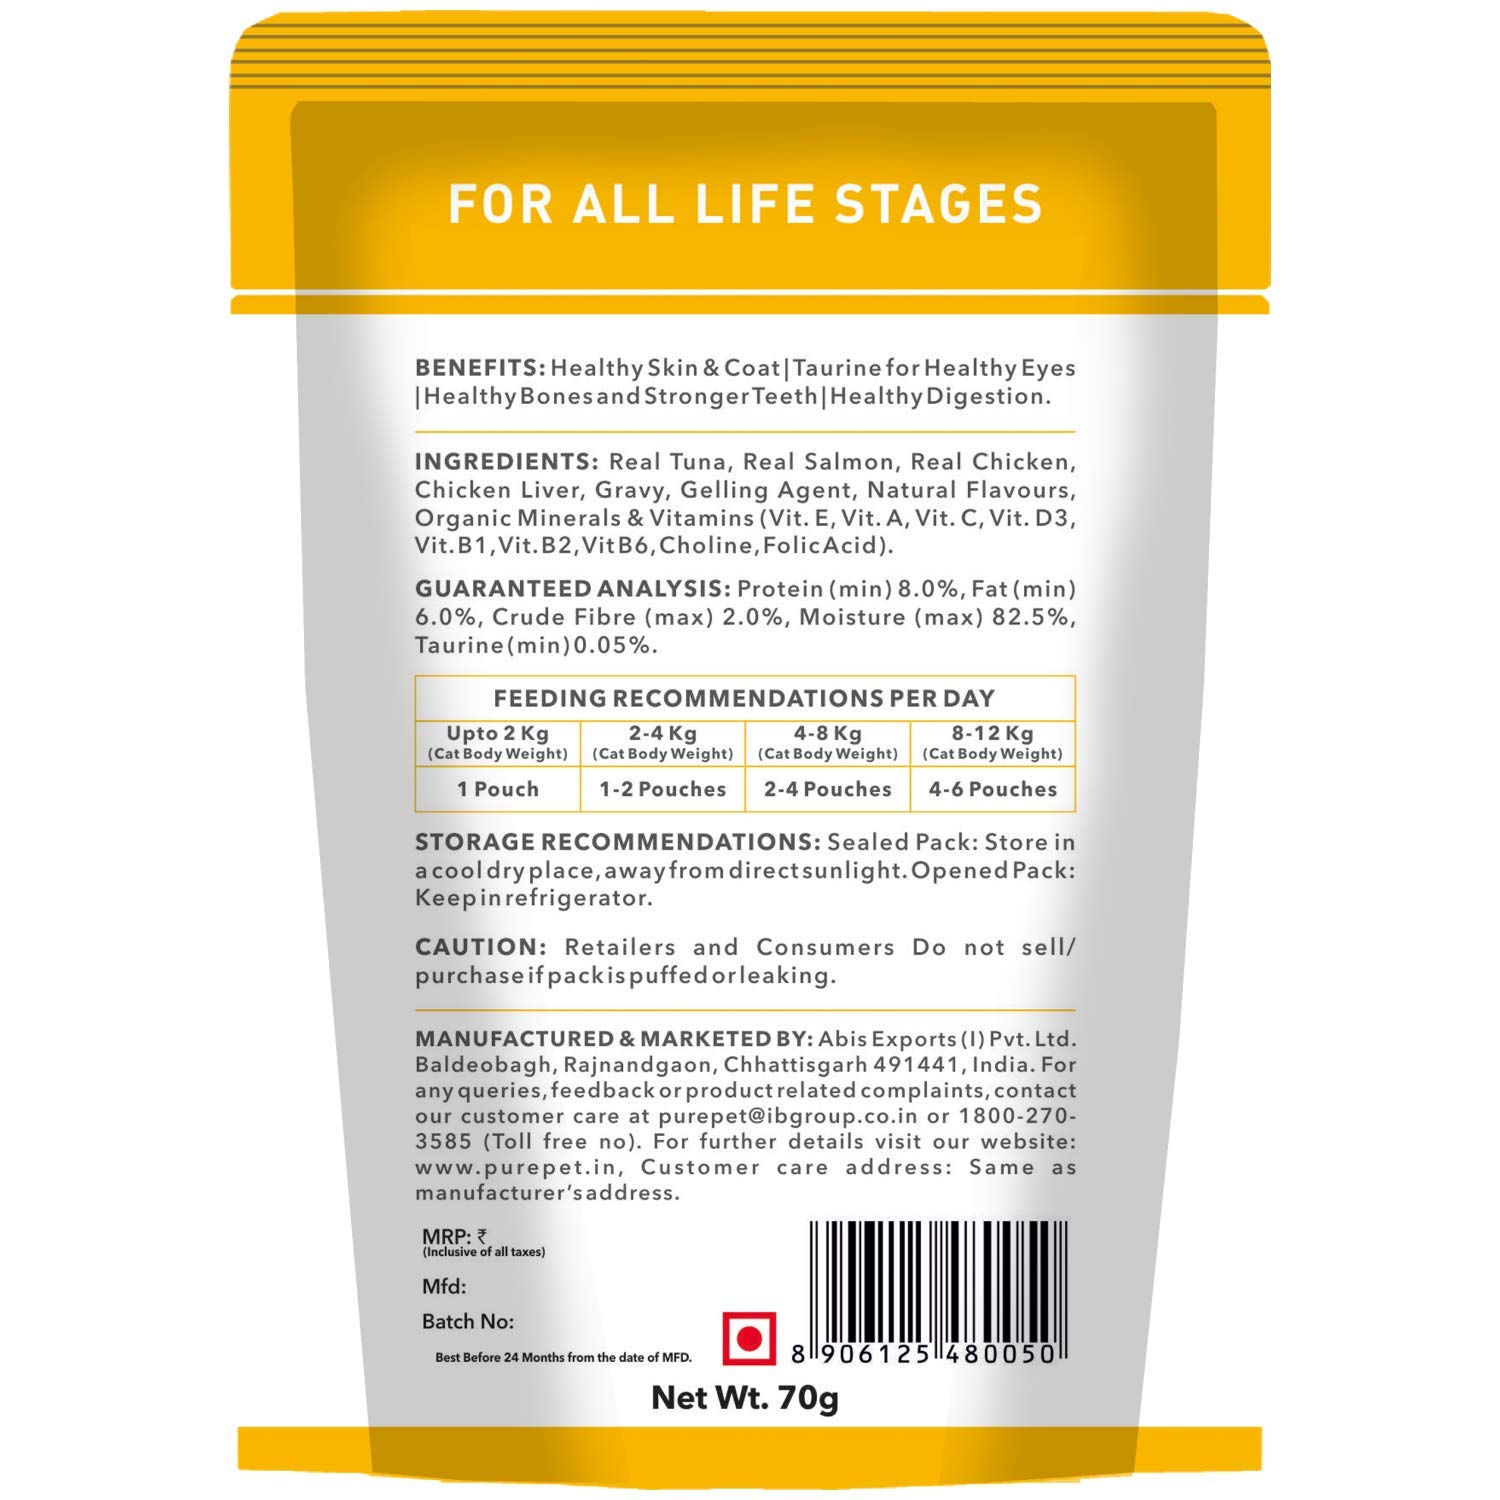 FOR ALL LIFE STAGES
BENEFITS: Healthy Skin & Coat|Taurine for Healthy Eyes
|Healthy Bones and Stronger Teeth|Healthy Digestion.
INGREDIENTS: Real Tuna, Real Salmon, Real Chicken,
Chicken Liver, Gravy, Gelling Agent, Natural Flavours,
Organic Minerals & Vitamins (Vit. E, Vit. A, Vit. C, Vit. D3,
Vit.B1,Vit.B2,VitB6,Choline,Folic Acid).
GUARANTEED ANALYSIS: Protein (min) 8.0%, Fat (min)
6.0%, Crude Fibre (max) 2.0%, Moisture (max) 82.5%,
Taurine (min) 0.05%.
FEEDING RECOMMENDATIONS PER DAY
Upto 2 Kg 2-4 Kg 4-8 Kg 8-12 Kg
(Cat Body Weight) (Cat Body Weight) (Cat Body Weight) (Cat Body Weight)
1 Pouch 1-2 Pouches 2-4 Pouches 4-6 Pouches
STORAGE RECOMMENDATIONS: Sealed Pack: Store in
a cool dry place, away from direct sunlight. Opened Pack:
Keep in refrigerator.
CAUTION: Retailers and Consumers Do not sell/
purchase if pack is puffed or leaking.
MANUFACTURED & MARKETED BY: Abis Exports (I) Pvt. Ltd.
Baldeobagh, Rajnandgaon, Chhattisgarh 491441, India. For
any queries, feedback or product related complaints, contact
our customer care at purepet@ibgroup.co.in or 1800-270-
3585 (Toll free no). For further details visit our website:
www.purepet.in, Customer care address: Same as
manufacturer's address.
MRP: ₹
(Inclusive of all taxes)
Mfd:
Batch No:
Best Before 24 Months from the date of MFD.
8 906125 480050
Net Wt. 70g